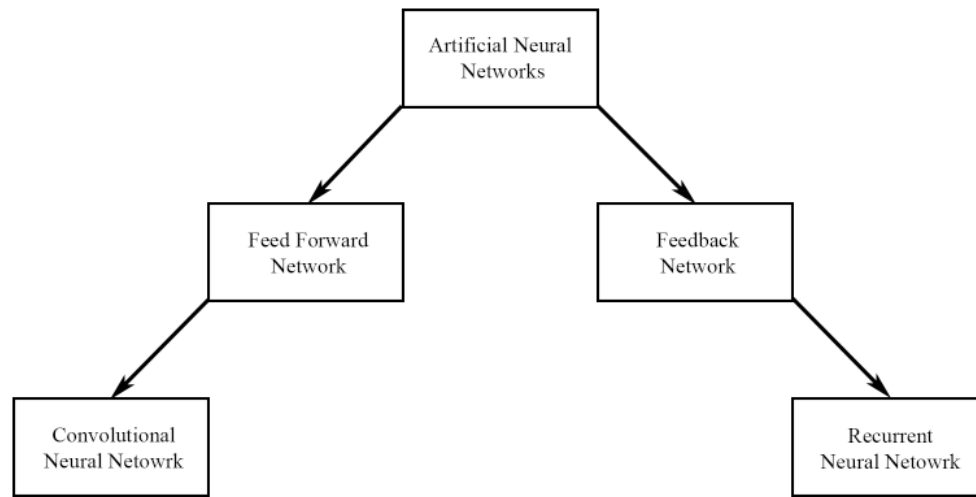 Artificial Neural
Networks
Feed Forward
Network
Feedback
Network
Convolutional
Neural Netowrk
Recurrent
Neural Netowrk